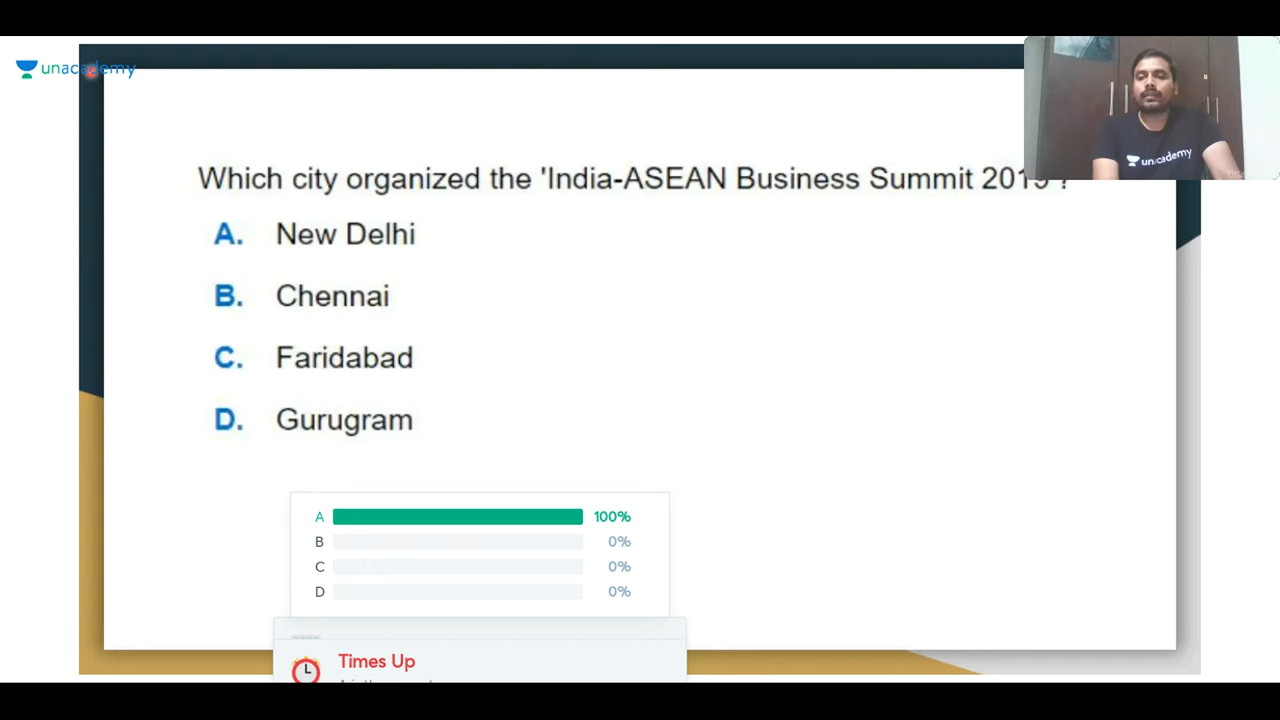 unacademy
unacademy
Which city organized the 'India-ASEAN Business Summit 2019'?
A. New Delhi
B. Chennai
C. Faridabad
D. Gurugram
A 100%
B 0%
C 0%
D 0%
Times Up